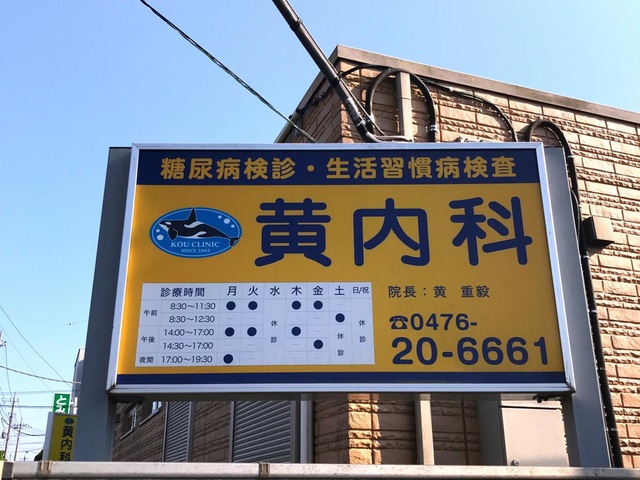 糖尿病検診・生活習慣病検査
KOU CLINIC
SINCE 2003
黄内科
診療時間 月 火 水 木 金 土 日/祝
午前 8:30〜11:30 ● ● ● ●
8:30〜12:30 ●
午後 14:00〜17:00 ● ● ●
14:30〜17:00
夜間 17:00〜19:30 ●
休診
休診
休診
院長：黄 重毅
☎0476-
20-6661
黄内科